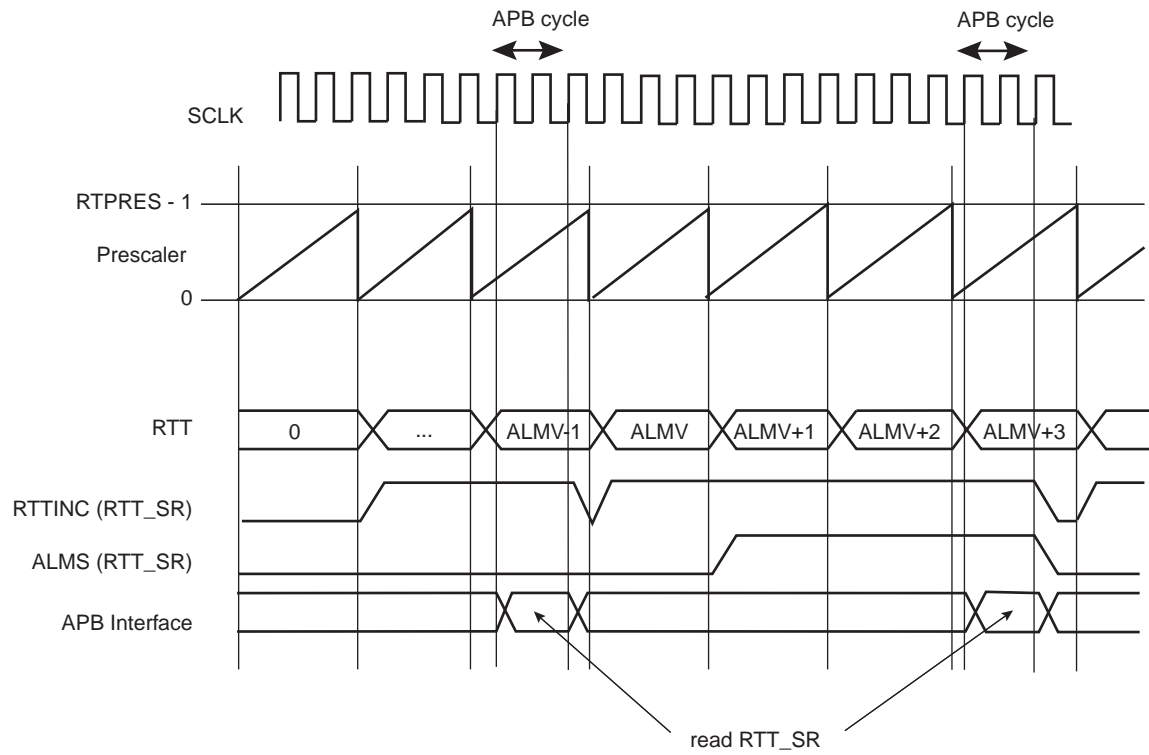 APB cycle APB cycle
SCLK
RTPRES - 1
Prescaler
0
RTT 0 ... ALMV-1 ALMV ALMV+1 ALMV+2 ALMV+3
RTTINC (RTT_SR)
ALMS (RTT_SR)
APB Interface
read RTT_SR